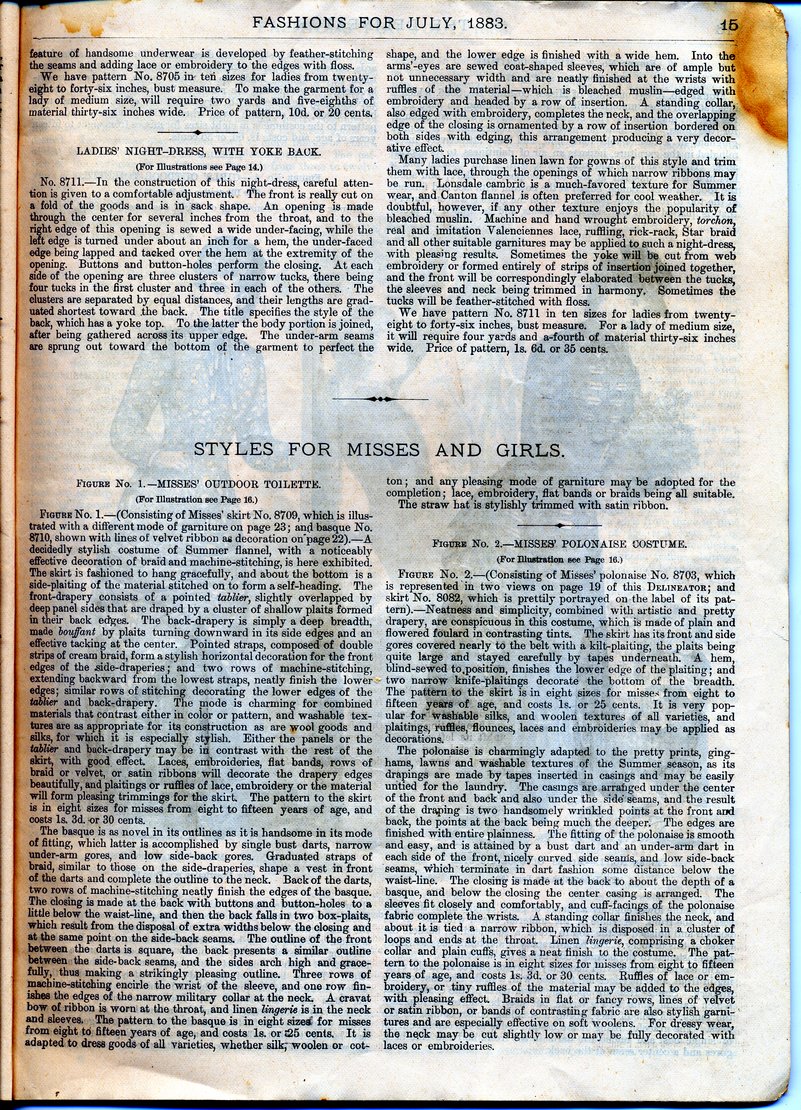 FASHIONS FOR JULY, 1883.
15
feature of handsome underwear is developed by feather-stitching
the seams and adding lace or embroidery to the edges with floss.
We have pattern No. 8705 in ten sizes for ladies from twenty-
eight to forty-six inches, bust measure. To make the garment for a
lady of medium size, will require two yards and five-eighths of
material thirty-six inches wide. Price of pattern, 10d. or 20 cents.
LADIES' NIGHT-DRESS, WITH YOKE BACK.
(For Illustrations see Page 14.)
No. 8711.—In the construction of this night-dress, careful atten-
tion is given to a comfortable adjustment. The front is really cut on
a fold of the goods and is in sack shape. An opening is made
through the center for several inches from the throat, and to the
right edge of this opening is sewed a wide under-facing, while the
left edge is turned under about an inch for a hem, the under-faced
edge being lapped and tacked over the hem at the extremity of the
opening. Buttons and button-holes perform the closing. At each
side of the opening are three clusters of narrow tucks, there being
four tucks in the first cluster and three in each of the others. The
clusters are separated by equal distances, and their lengths are grad-
uated shortest toward the back. The title specifies the style of the
back, which has a yoke top. To the latter the body portion is joined,
after being gathered across its upper edge. The under-arm seams
are sprung out toward the bottom of the garment to perfect the
shape, and the lower edge is finished with a wide hem. Into the
arms'-eyes are sewed coat-shaped sleeves, which are of ample but
not unnecessary width and are neatly finished at the wrists with
ruffles of the material—which is bleached muslin—edged with
embroidery and headed by a row of insertion. A standing collar,
also edged with embroidery, completes the neck, and the overlapping
edge of the closing is ornamented by a row of insertion bordered on
both sides with edging, this arrangement producing a very decor-
ative effect.
Many ladies purchase linen lawn for gowns of this style and trim
them with lace, through the openings of which narrow ribbons may
be run. Lonsdale cambric is a much-favored texture for Summer
wear, and Canton flannel is often preferred for cool weather. It is
doubtful, however, if any other texture enjoys the popularity of
bleached muslin. Machine and hand wrought embroidery, torchon,
real and imitation Valenciennes lace, ruffling, rick-rack, Star braid
and all other suitable garnitures may be applied to such a night-dress,
with pleasing results. Sometimes the yoke will be cut from web
embroidery or formed entirely of strips of insertion joined together,
and the front will be correspondingly elaborated between the tucks,
the sleeves and neck being trimmed in harmony. Sometimes the
tucks will be feather-stitched with floss.
We have pattern No. 8711 in ten sizes for ladies from twenty-
eight to forty-six inches, bust measure. For a lady of medium size,
it will require four yards and a-fourth of material thirty-six inches
wide. Price of pattern, 1s. 6d. or 35 cents.
STYLES FOR MISSES AND GIRLS.
FIGURE NO. 1.—MISSES' OUTDOOR TOILETTE.
(For Illustration see Page 16.)
FIGURE NO. 1.—(Consisting of Misses' skirt No. 8709, which is illus-
trated with a different mode of garniture on page 23; and basque No.
8710, shown with lines of velvet ribbon as decoration on page 22).—A
decidedly stylish costume of Summer flannel, with a noticeably
effective decoration of braid and machine-stitching, is here exhibited.
The skirt is fashioned to hang gracefully, and about the bottom is a
side-plaiting of the material stitched on to form a self-heading. The
front-drapery consists of a pointed tablier, slightly overlapped by
deep panel sides that are draped by a cluster of shallow plaits formed
in their back edges. The back-drapery is simply a deep breadth,
made bouffant by plaits turning downward in its side edges and an
effective tacking at the center. Pointed straps, composed of double
strips of cream braid, form a stylish horizontal decoration for the front
edges of the side-draperies; and two rows of machine-stitching,
extending backward from the lowest straps, neatly finish the lower
edges; similar rows of stitching decorating the lower edges of the
tablier and back-drapery. The mode is charming for combined
materials that contrast either in color or pattern, and washable tex-
tures are as appropriate for its construction as are wool goods and
silks, for which it is especially stylish. Either the panels or the
tablier and back-drapery may be in contrast with the rest of the
skirt, with good effect. Laces, embroideries, flat bands, rows of
braid or velvet, or satin ribbons will decorate the drapery edges
beautifully, and plaitings or ruffles of lace, embroidery or the material
will form pleasing trimmings for the skirt. The pattern to the skirt
is in eight sizes for misses from eight to fifteen years of age, and
costs 1s. 3d. or 30 cents.
The basque is as novel in its outlines as it is handsome in its mode
of fitting, which latter is accomplished by single bust darts, narrow
under-arm gores, and low side-back gores. Graduated straps of
braid, similar to those on the side-draperies, shape a vest in front
of the darts and complete the outline to the neck. Back of the darts,
two rows of machine-stitching neatly finish the edges of the basque.
The closing is made at the back with buttons and button-holes to a
little below the waist-line, and then the back falls in two box-plaits,
which result from the disposal of extra widths below the closing and
at the same point on the side-back seams. The outline of the front
between the darts is square, the back presents a similar outline
between the side-back seams, and the sides arch high and grace-
fully, thus making a strikingly pleasing outline. Three rows of
machine-stitching encirle the wrist of the sleeve, and one row fin-
ishes the edges of the narrow military collar at the neck. A cravat
bow of ribbon is worn at the throat, and linen lingerie is in the neck
and sleeves. The pattern to the basque is in eight sizes for misses
from eight to fifteen years of age, and costs 1s. or 25 cents. It is
adapted to dress goods of all varieties, whether silk, woolen or cot-
ton; and any pleasing mode of garniture may be adopted for the
completion; lace, embroidery, flat bands or braids being all suitable.
The straw hat is stylishly trimmed with satin ribbon.
FIGURE NO. 2.—MISSES' POLONAISE COSTUME.
(For Illustration see Page 16.)
FIGURE NO. 2.—(Consisting of Misses' polonaise No. 8703, which
is represented in two views on page 19 of this DELINEATOR; and
skirt No. 8082, which is prettily portrayed on the label of its pat-
tern).—Neatness and simplicity, combined with artistic and pretty
drapery, are conspicuous in this costume, which is made of plain and
flowered foulard in contrasting tints. The skirt has its front and side
gores covered nearly to the belt with a kilt-plaiting, the plaits being
quite large and stayed carefully by tapes underneath. A hem,
blind-sewed to position, finishes the lower edge of the plaiting; and
two narrow knife-plaitings decorate the bottom of the breadth.
The pattern to the skirt is in eight sizes for misses from eight to
fifteen years of age, and costs 1s. or 25 cents. It is very pop-
ular for washable silks, and woolen textures of all varieties, and
plaitings, ruffles, flounces, laces and embroideries may be applied as
decorations.
The polonaise is charmingly adapted to the pretty prints, ging-
hams, lawns and washable textures of the Summer season, as its
drapings are made by tapes inserted in casings and may be easily
untied for the laundry. The casings are arranged under the center
of the front and back and also under the side seams, and the result
of the draping is two handsomely wrinkled points at the front and
back, the points at the back being much the deeper. The edges are
finished with entire plainness. The fitting of the polonaise is smooth
and easy, and is attained by a bust dart and an under-arm dart in
each side of the front, nicely curved side seams, and low side-back
seams, which terminate in dart fashion some distance below the
waist-line. The closing is made at the back to about the depth of a
basque, and below the closing the center casing is arranged. The
sleeves fit closely and comfortably, and cuff-facings of the polonaise
fabric complete the wrists. A standing collar finishes the neck, and
about it is tied a narrow ribbon, which is disposed in a cluster of
loops and ends at the throat. Linen lingerie, comprising a choker
collar and plain cuffs, gives a neat finish to the costume. The pat-
tern to the polonaise is in eight sizes for misses from eight to fifteen
years of age, and costs 1s. 3d. or 30 cents. Ruffles of lace or em-
broidery, or tiny ruffles of the material may be added to the edges,
with pleasing effect. Braids in flat or fancy rows, lines of velvet
or satin ribbon, or bands of contrasting fabric are also stylish garni-
tures and are especially effective on soft woolens. For dressy wear,
the neck may be cut slightly low or may be fully decorated with
laces or embroideries.